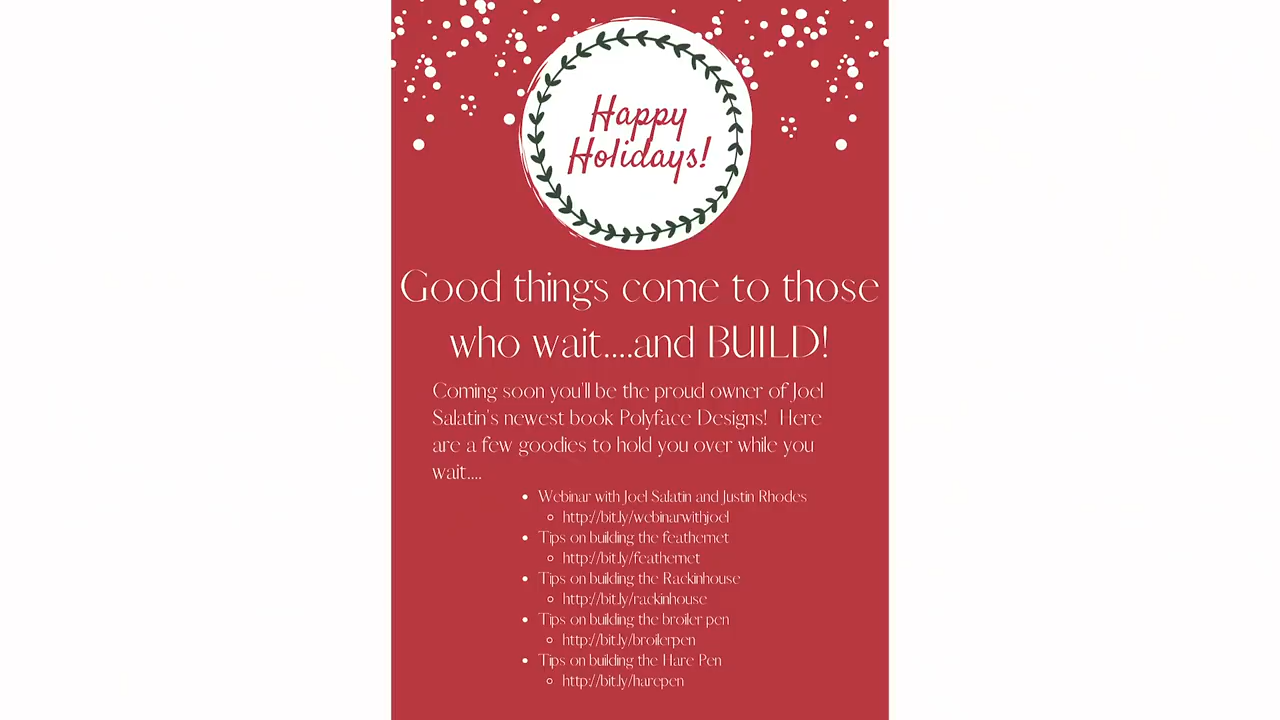 Happy
Holidays!
Good things come to those
who wait....and BUILD!
Coming soon you'll be the proud owner of Joel
Salatin's newest book Polyface Designs!  Here
are a few goodies to hold you over while you
wait....
• Webinar with Joel Salatin and Justin Rhodes
◦ http://bit.ly/webinarwithjoel
• Tips on building the feathernet
◦ http://bit.ly/feathernet
• Tips on building the Rackinhouse
◦ http://bit.ly/rackinhouse
• Tips on building the broiler pen
◦ http://bit.ly/broilerpen
• Tips on building the Hare Pen
◦ http://bit.ly/harepen